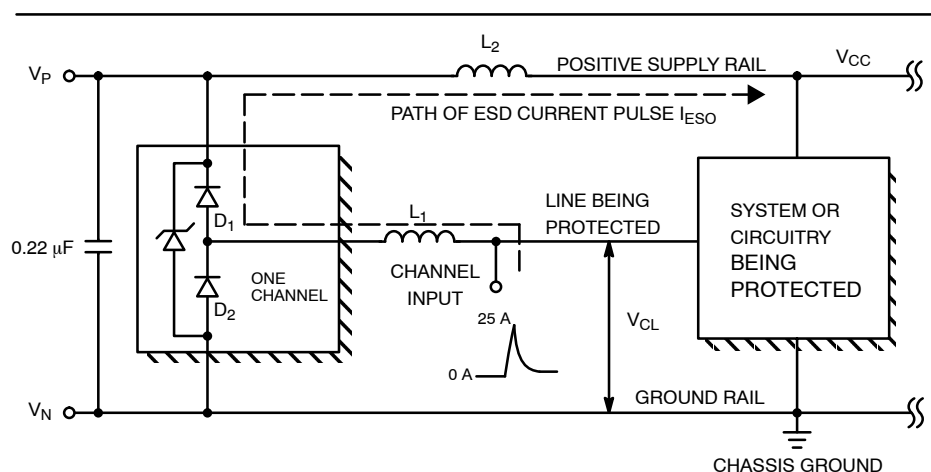 L2
VP
POSITIVE SUPPLY RAIL
VCC
PATH OF ESD CURRENT PULSE IESO
D1
L1
LINE BEING
PROTECTED
SYSTEM OR
CIRCUITRY
BEING
PROTECTED
0.22 μF
ONE
CHANNEL
CHANNEL
INPUT
D2
25 A
VCL
0 A
VN
GROUND RAIL
CHASSIS GROUND